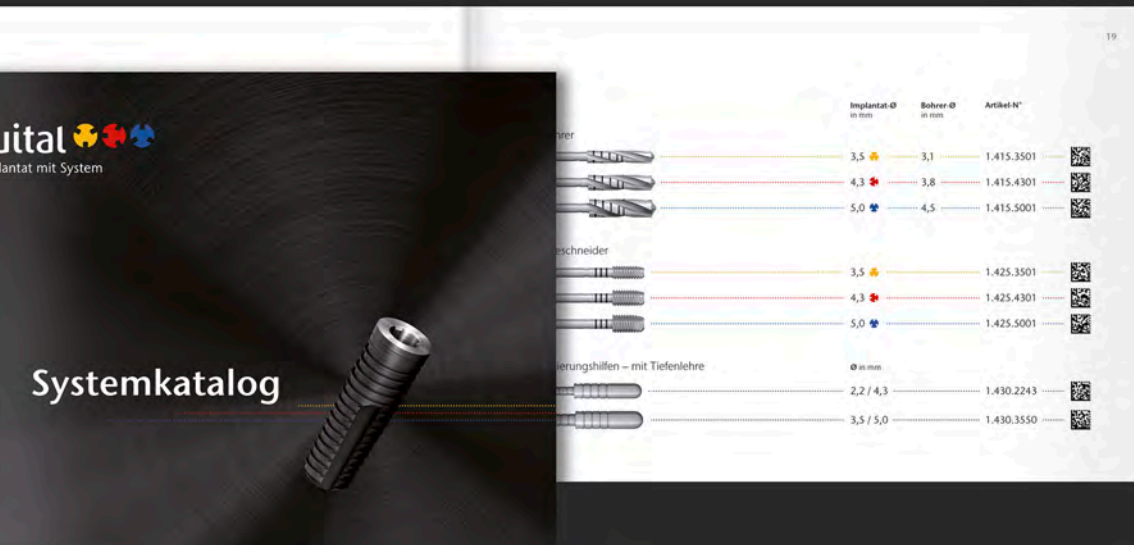 uital
lantat mit System
Systemkatalog
19
Implantat-Ø Bohrer-Ø Artikel-N°
in mm in mm
hrer
3,5 3,1 1.415.3501
4,3 3,8 1.415.4301
5,0 4,5 1.415.5001
eschneider
3,5 1.425.3501
4,3 1.425.4301
5,0 1.425.5001
ierungshilfen – mit Tiefenlehre Ø in mm
2,2 / 4,3 1.430.2243
3,5 / 5,0 1.430.3550